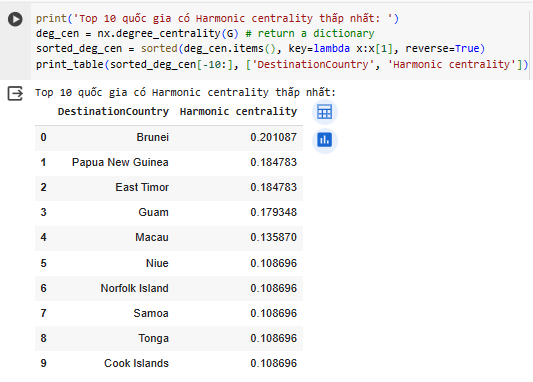 print('Top 10 quốc gia có Harmonic centrality thấp nhất: ')
deg_cen = nx.degree_centrality(G) # return a dictionary
sorted_deg_cen = sorted(deg_cen.items(), key=lambda x:x[1], reverse=True)
print_table(sorted_deg_cen[-10:], ['DestinationCountry', 'Harmonic centrality'])
Top 10 quốc gia có Harmonic centrality thấp nhất:
DestinationCountry Harmonic centrality
0 Brunei 0.201087
1 Papua New Guinea 0.184783
2 East Timor 0.184783
3 Guam 0.179348
4 Macau 0.135870
5 Niue 0.108696
6 Norfolk Island 0.108696
7 Samoa 0.108696
8 Tonga 0.108696
9 Cook Islands 0.108696